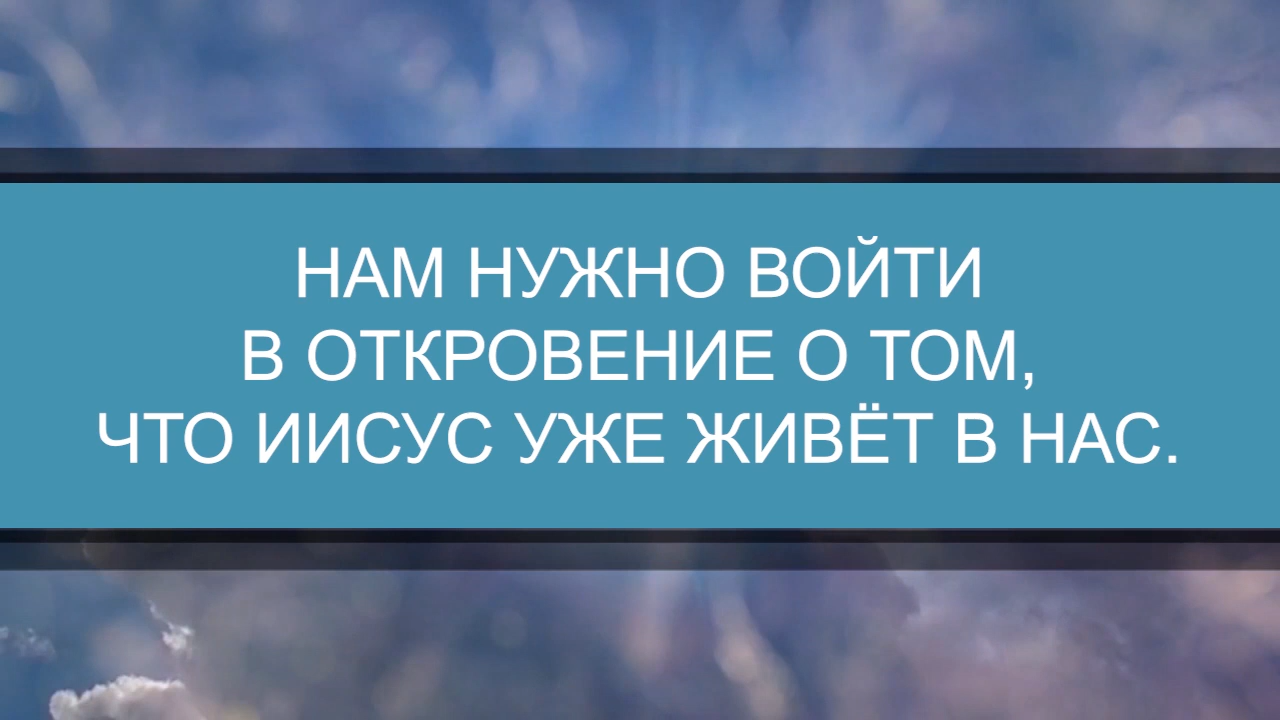 НАМ НУЖНО ВОЙТИ
В ОТКРОВЕНИЕ О ТОМ,
ЧТО ИИСУС УЖЕ ЖИВЁТ В НАС.